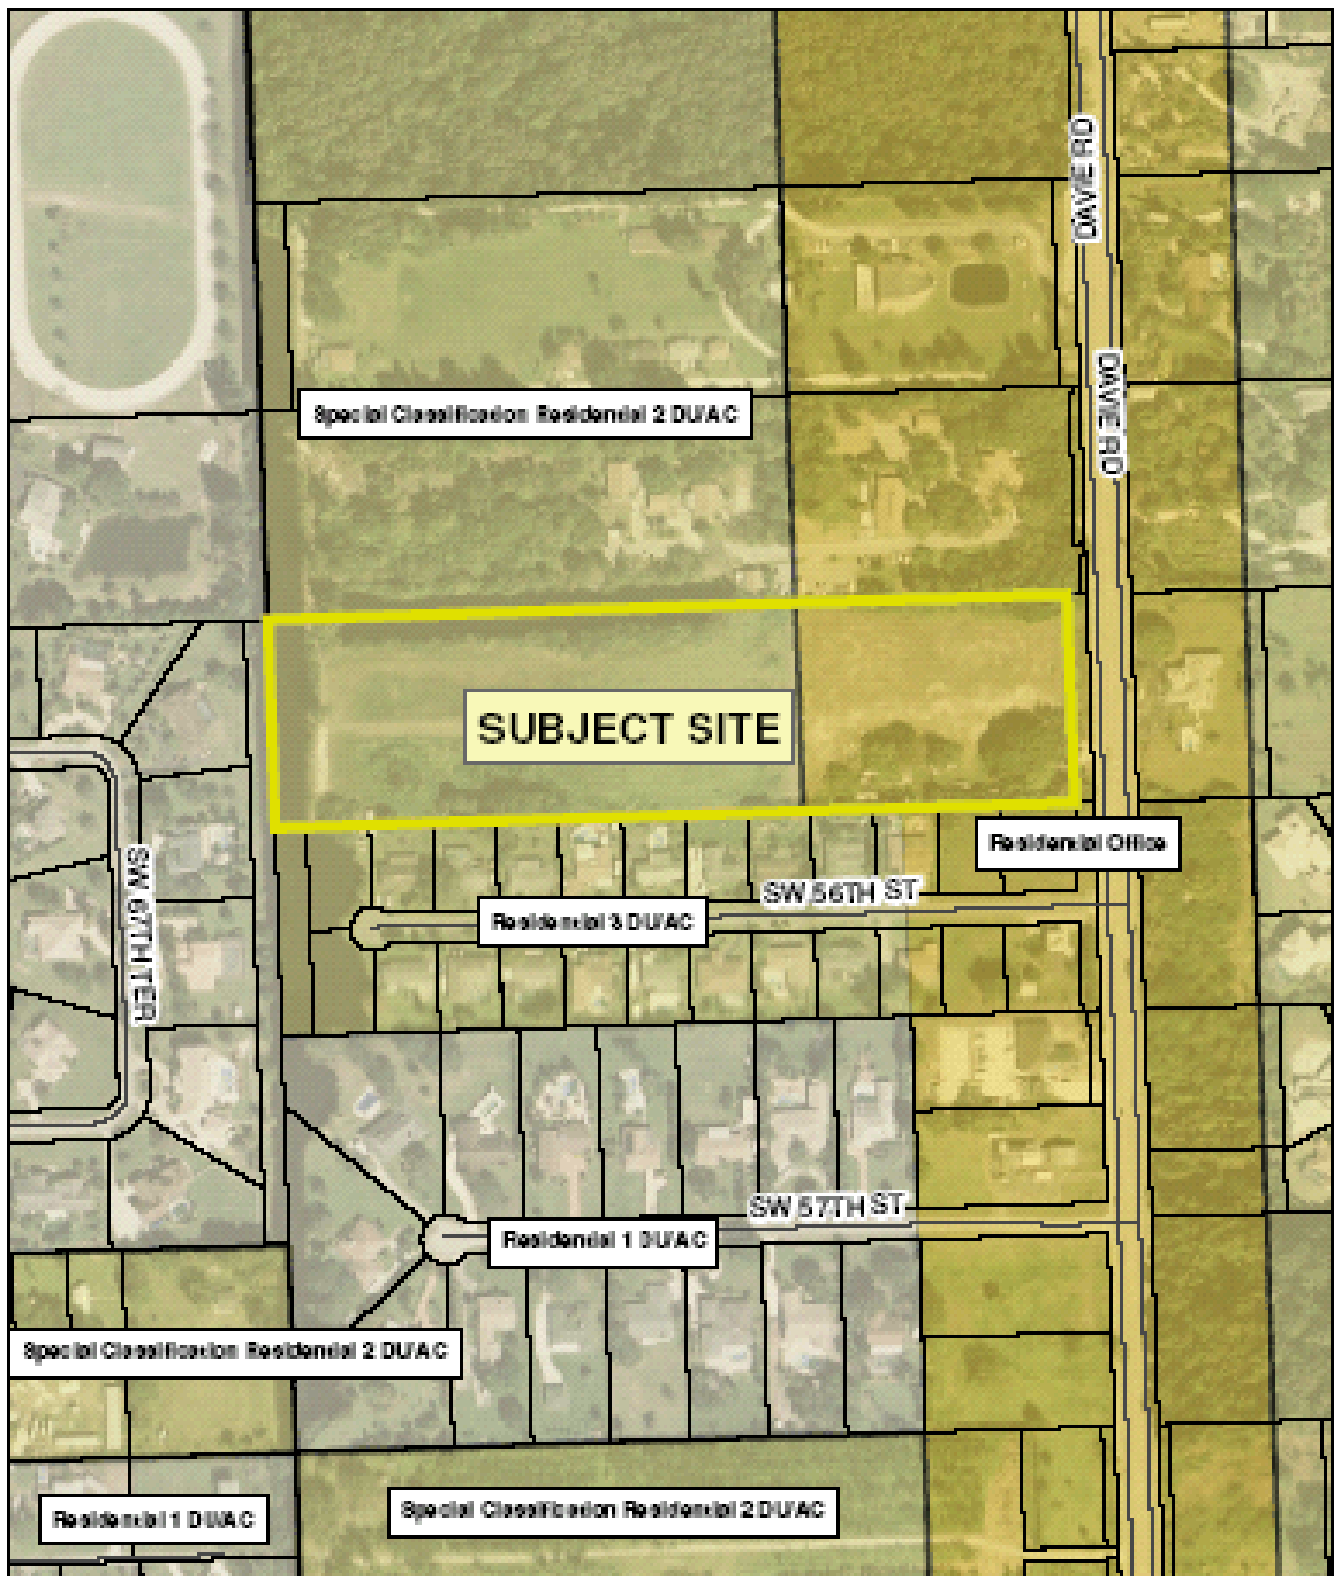 DAVIE RD
DAVIE RD
Special Classification Residential 2 DU/AC
SUBJECT SITE
Residential Office
SW 67TH TER
SW 56TH ST
Residential 3 DU/AC
SW 57TH ST
Residential 1 DU/AC
Special Classification Residential 2 DU/AC
Special Classification Residential 2 DU/AC
Residential 1 DU/AC